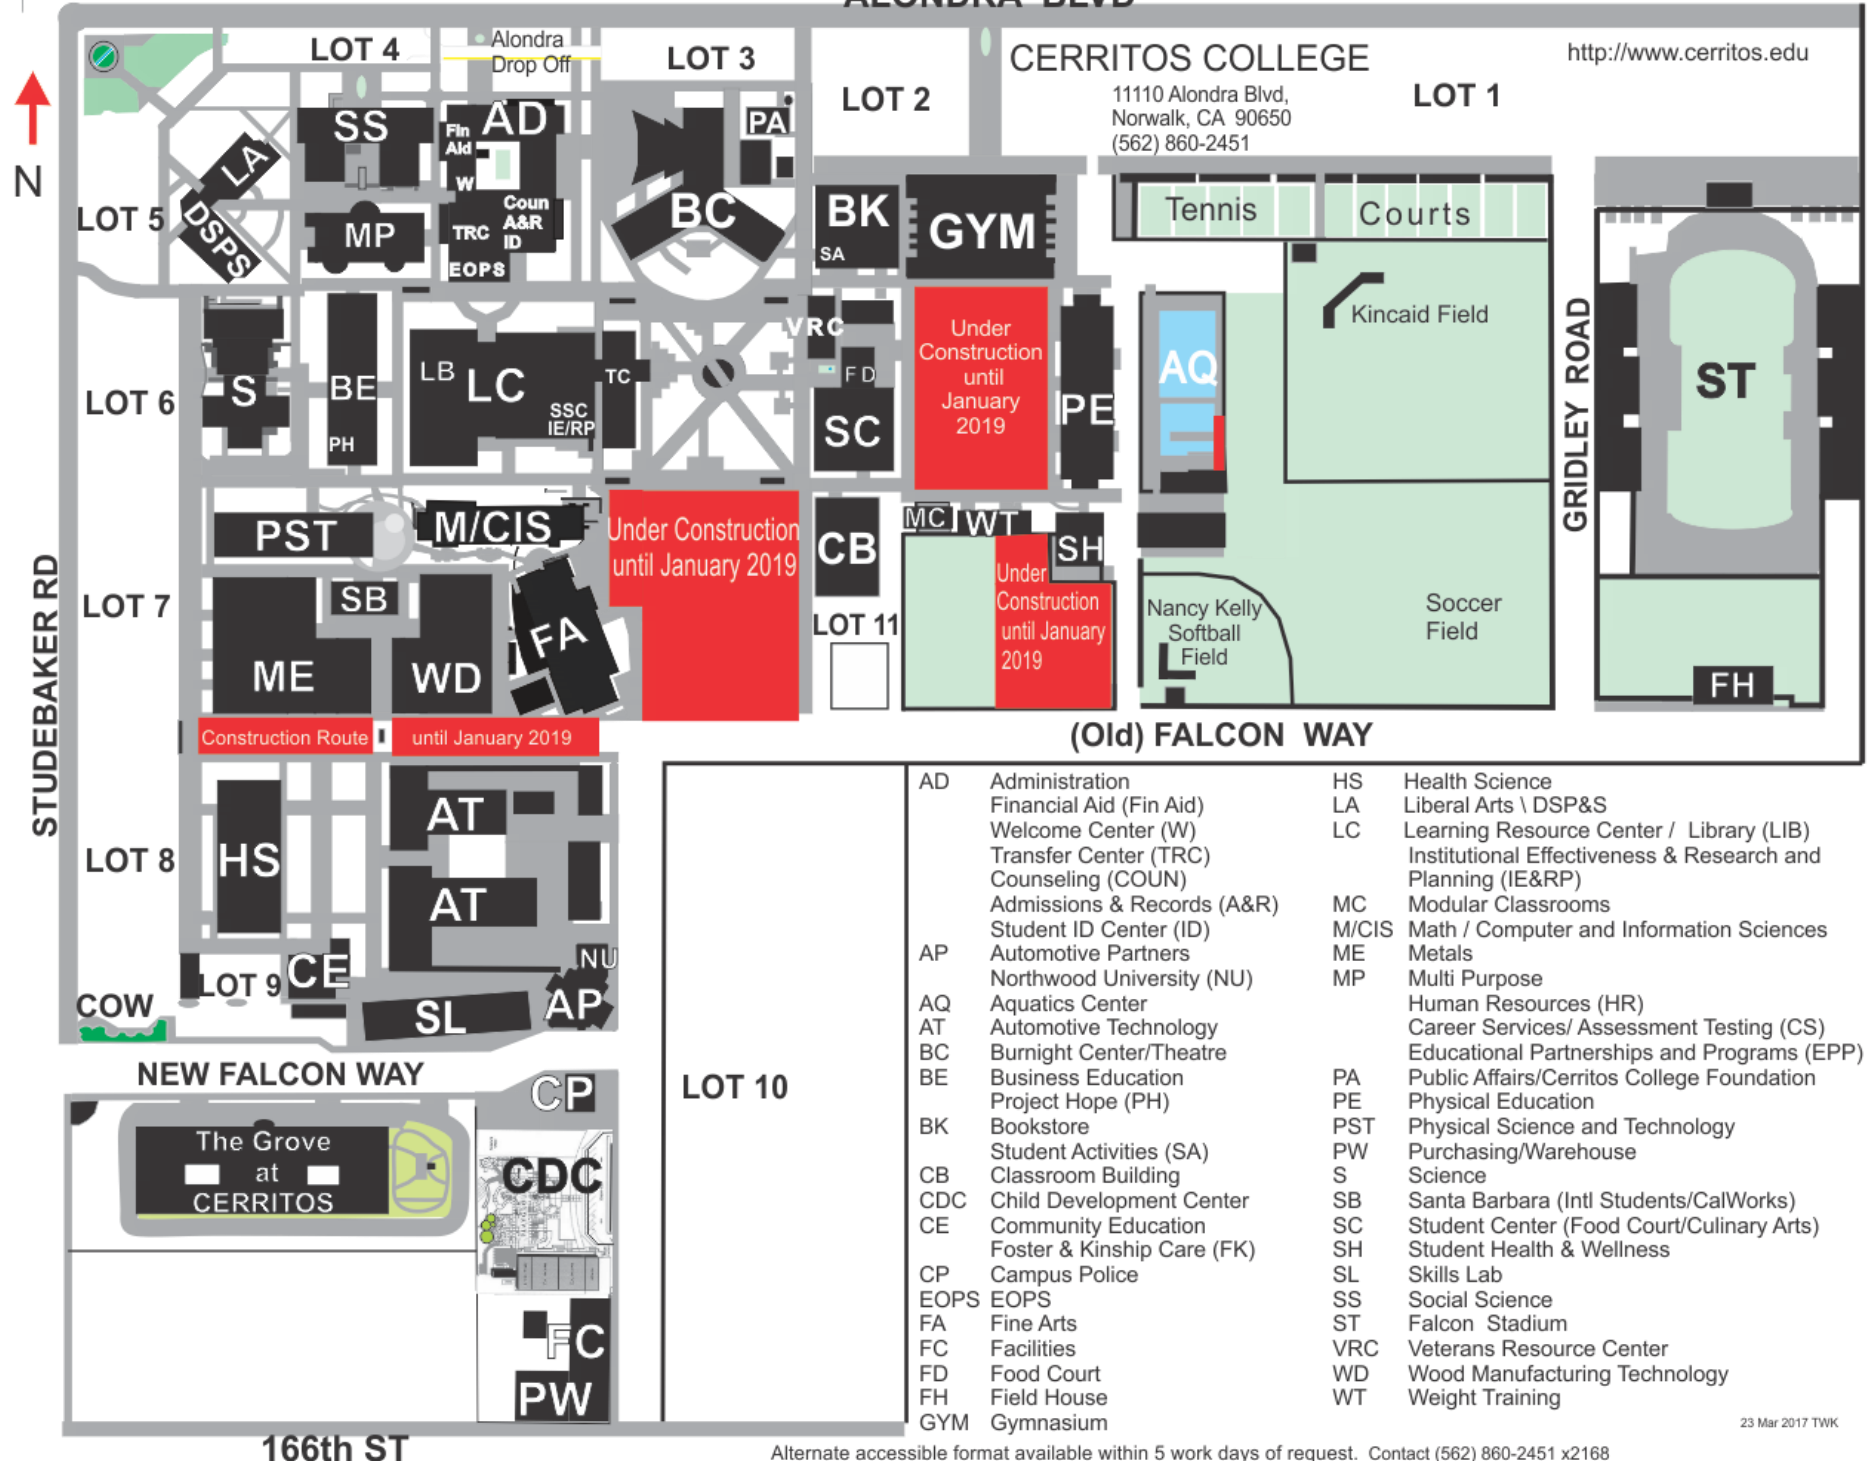 ALONDRA BLVD
LOT 4
Alondra
Drop Off
LOT 3
LOT 2
CERRITOS COLLEGE
11110 Alondra Blvd,
Norwalk, CA 90650
(562) 860-2451
LOT 1
http://www.cerritos.edu
N
SS
AD
Fin
Aid
W
Coun
A&R
ID
TRC
EOPS
PA
LA
DSPS
LOT 5
MP
BC
BK
SA
GYM
Tennis
Courts
Kincaid Field
GRIDLEY ROAD
ST
LOT 6
S
BE
PH
LB
LC
SSC
IE/RP
TC
VRC
FD
SC
Under
Construction
until
January
2019
PE
AQ
PST
M/CIS
Under Construction
until January 2019
CB
MC
WT
SH
Under
Construction
until January
2019
STUDEBAKER RD
LOT 7
SB
ME
WD
FA
LOT 11
Nancy Kelly
Softball
Field
Soccer
Field
FH
Construction Route
until January 2019
(Old) FALCON WAY
LOT 8
HS
AT
AT
LOT 9
CE
NU
AP
SL
COW
NEW FALCON WAY
LOT 10
CP
The Grove
at
CERRITOS
CDC
FC
PW
166th ST
AD Administration
Financial Aid (Fin Aid)
Welcome Center (W)
Transfer Center (TRC)
Counseling (COUN)
Admissions & Records (A&R)
Student ID Center (ID)
AP Automotive Partners
Northwood University (NU)
AQ Aquatics Center
AT Automotive Technology
BC Burnight Center/Theatre
BE Business Education
Project Hope (PH)
BK Bookstore
Student Activities (SA)
CB Classroom Building
CDC Child Development Center
CE Community Education
Foster & Kinship Care (FK)
CP Campus Police
EOPS EOPS
FA Fine Arts
FC Facilities
FD Food Court
FH Field House
GYM Gymnasium
HS Health Science
LA Liberal Arts \ DSP&S
LC Learning Resource Center / Library (LIB)
Institutional Effectiveness & Research and
Planning (IE&RP)
MC Modular Classrooms
M/CIS Math / Computer and Information Sciences
ME Metals
MP Multi Purpose
Human Resources (HR)
Career Services/ Assessment Testing (CS)
Educational Partnerships and Programs (EPP)
PA Public Affairs/Cerritos College Foundation
PE Physical Education
PST Physical Science and Technology
PW Purchasing/Warehouse
S Science
SB Santa Barbara (Intl Students/CalWorks)
SC Student Center (Food Court/Culinary Arts)
SH Student Health & Wellness
SL Skills Lab
SS Social Science
ST Falcon Stadium
VRC Veterans Resource Center
WD Wood Manufacturing Technology
WT Weight Training
23 Mar 2017 TWK
Alternate accessible format available within 5 work days of request. Contact (562) 860-2451 x2168